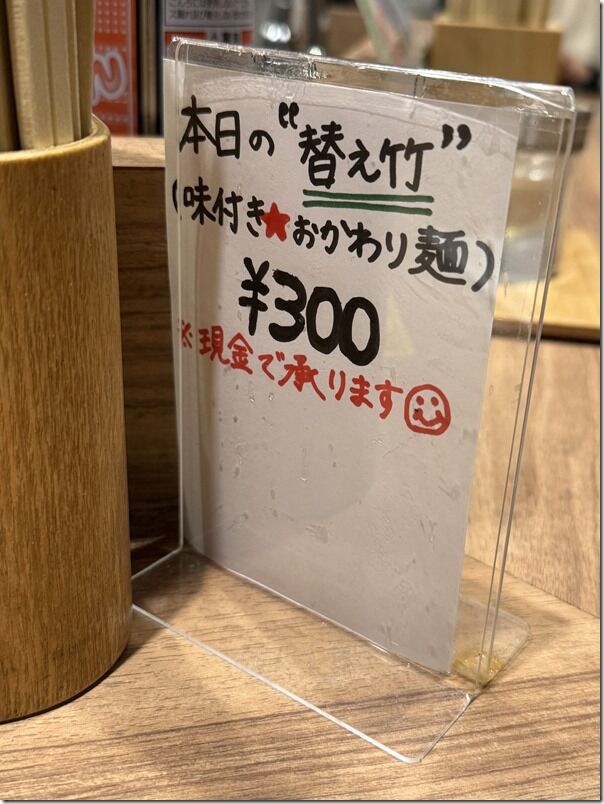 本日の“替え竹”
(味付き★おかわり麺)
¥300
※現金で承ります